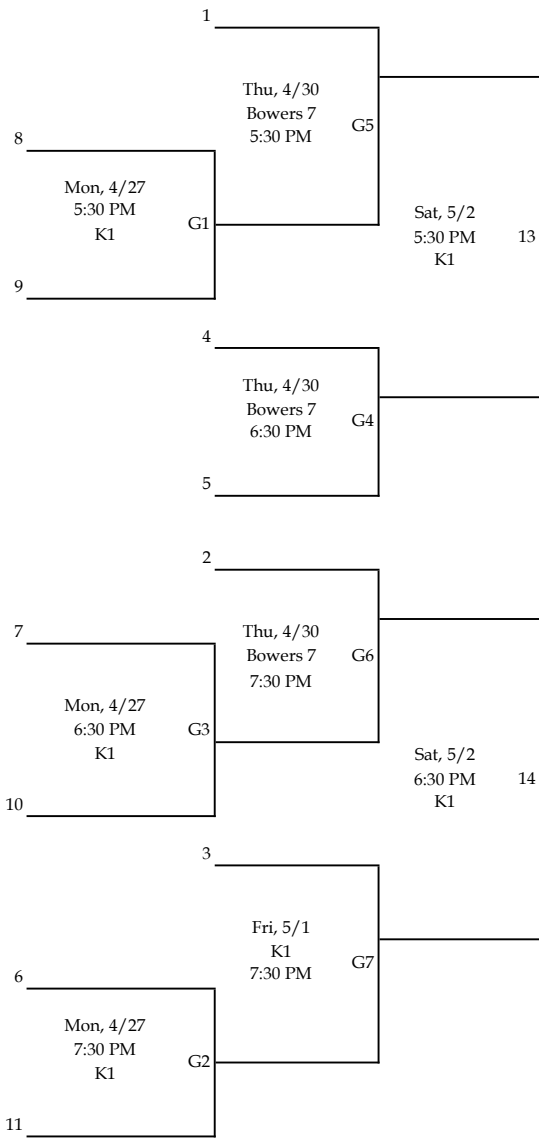 1
Thu, 4/30
Bowers 7
5:30 PM
G5
8
Mon, 4/27
5:30 PM
K1
G1
9
Sat, 5/2
5:30 PM
K1
13
4
Thu, 4/30
Bowers 7
6:30 PM
G4
5
2
Thu, 4/30
Bowers 7
7:30 PM
G6
7
Mon, 4/27
6:30 PM
K1
G3
10
Sat, 5/2
6:30 PM
K1
14
3
Fri, 5/1
K1
7:30 PM
G7
6
Mon, 4/27
7:30 PM
K1
G2
11